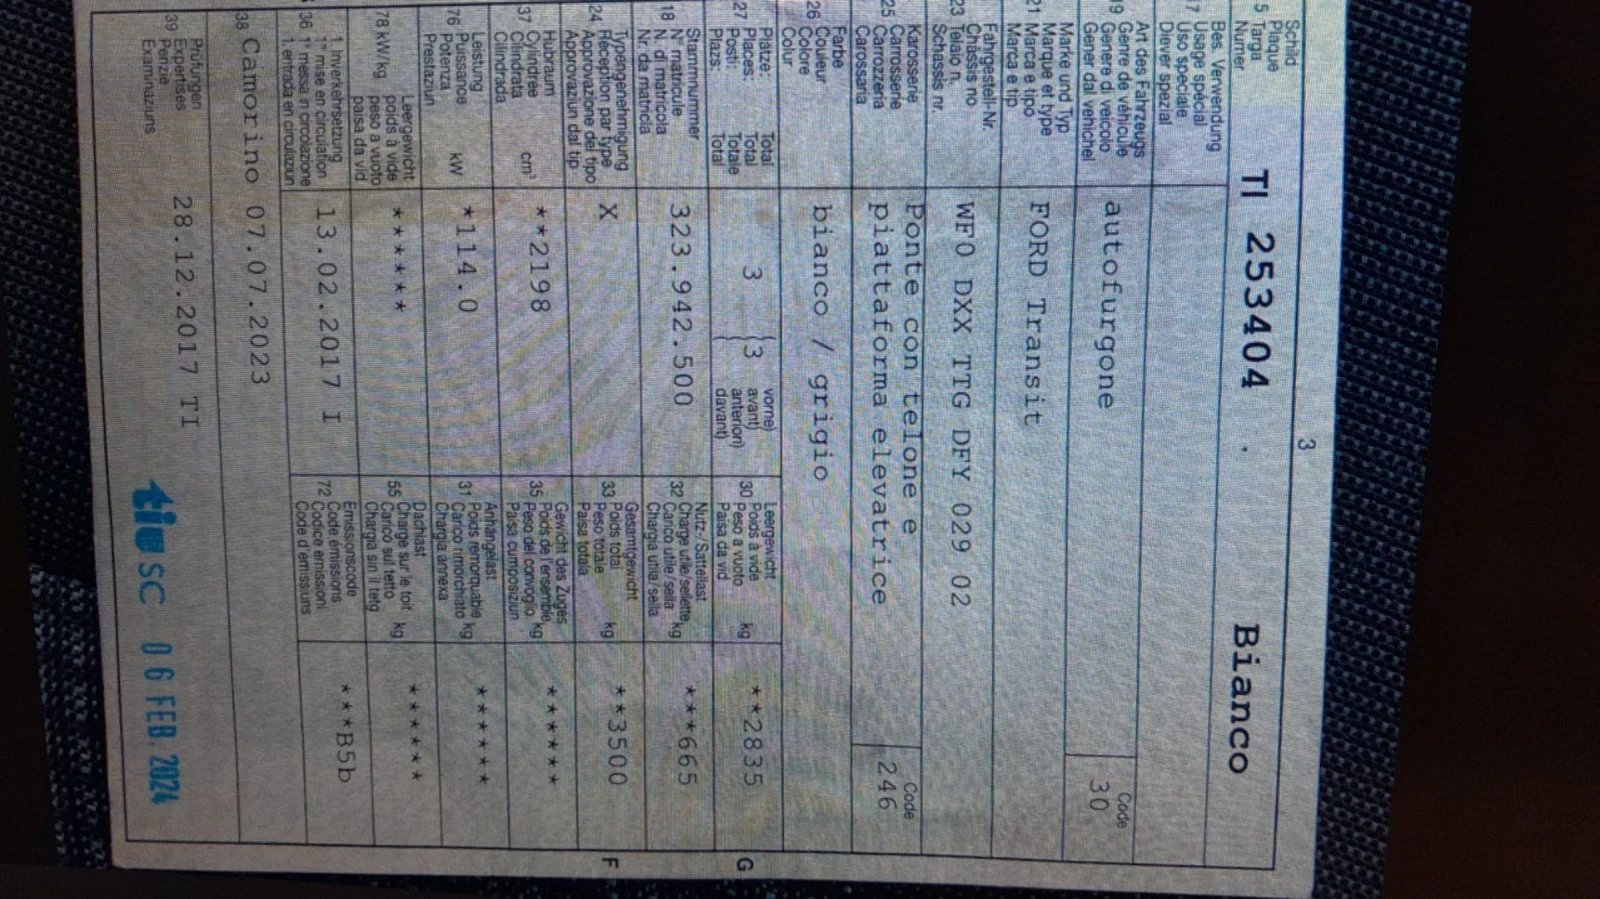 3
Schild
Plaque
5 Targa
Numer
TI 253404 . Bianco
Bes. Verwendung
Usage spécial
17 Uso speciale
Diever spezial
Art des Fahrzeugs
Genre de véhicule
19 Genere di veicolo
Gener dal vehichel
autofurgone
Code
30
Marke und Typ
Marque et type
21 Marca e tipo
Marca e tip
FORD Transit
Fahrgestell-Nr.
Châssis no
23 Telaio n.
Schassis nr.
WF0 DXX TTG DFY 029 02
Karosserie
Carrosserie
25 Carrozzeria
Carossaria
Ponte con telone e
piattaforma elevatrice
Code
246
Farbe
Couleur
26 Colore
Colur
bianco / grigio
Plätze: Total
Places: Total
27 Posti: Totale
Plazs: Total
3 (3
vorne)
avant)
anteriori)
davant)
Leergewicht
30 Poids à vide
Peso a vuoto kg
Paisa da vid
**2835
G
Stammnummer
N° matricule
18 N. di matricola
Nr. da matricla
323.942.500
Nutz-/Sattellast
32 Charge utile/sellette
Carico utile/sella kg
Chargia utila/sella
***665
Typengenehmigung
Réception par type
24 Approvazione del tipo
Approvaziun dal tip
X
Gesamtgewicht
33 Poids total
Peso totale kg
Paisa totala
**3500
F
Hubraum
Cylindrée
37 Cilindrata cm³
Cilindrada
**2198
Gewicht des Zuges
35 Poids de l'ensemble
Peso del convoglio kg
Paisa cumposiziun
******
Leistung
Puissance
76 Potenza kW
Prestaziun
*114.0
Anhängelast
31 Poids remorquable
Carico rimorchiato kg
Chargia annexa
******
Leergewicht
poids à vide
78 kW/kg peso a vuoto
paisa da vid
******
Dachlast
55 Charge sur le toit
Carico sul tetto kg
Chargia sin il tetg
******
1. Inverkehrsetzung
1re mise en circulation
36 1a messa in circolazione
1. entrada en circulaziun
13.02.2017 I
Emissionscode
72 Code émissions
Codice emissioni
Code d'emissiuns
***B5b
38 Camorino 07.07.2023
Prüfungen
39 Expertises
Perizie
Examinaziuns
28.12.2017 TI
ti SC 06 FEB. 2024